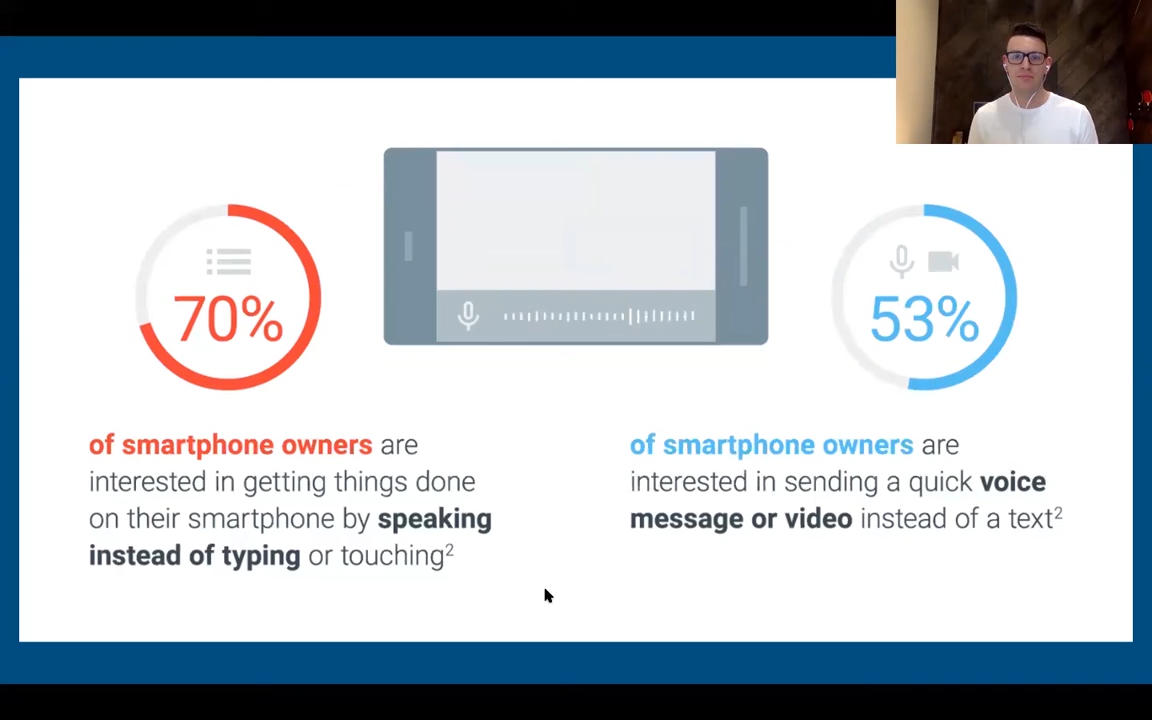 70%
of smartphone owners are
interested in getting things done
on their smartphone by speaking
instead of typing or touching²
53%
of smartphone owners are
interested in sending a quick voice
message or video instead of a text²